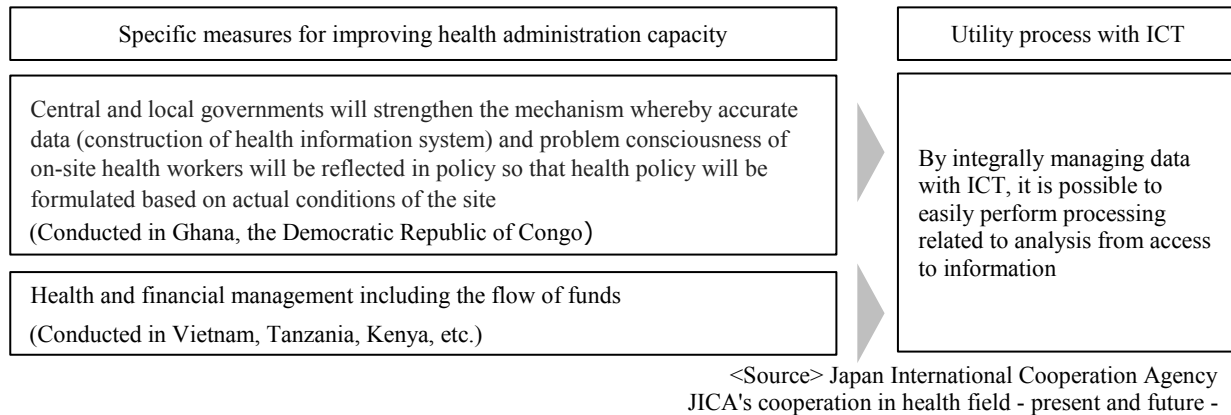 Specific measures for improving health administration capacity
Utility process with ICT
Central and local governments will strengthen the mechanism whereby accurate
data (construction of health information system) and problem consciousness of
on-site health workers will be reflected in policy so that health policy will be
formulated based on actual conditions of the site
(Conducted in Ghana, the Democratic Republic of Congo)
Health and financial management including the flow of funds
(Conducted in Vietnam, Tanzania, Kenya, etc.)
By integrally managing data
with ICT, it is possible to
easily perform processing
related to analysis from access
to information
<Source> Japan International Cooperation Agency
JICA's cooperation in health field - present and future -